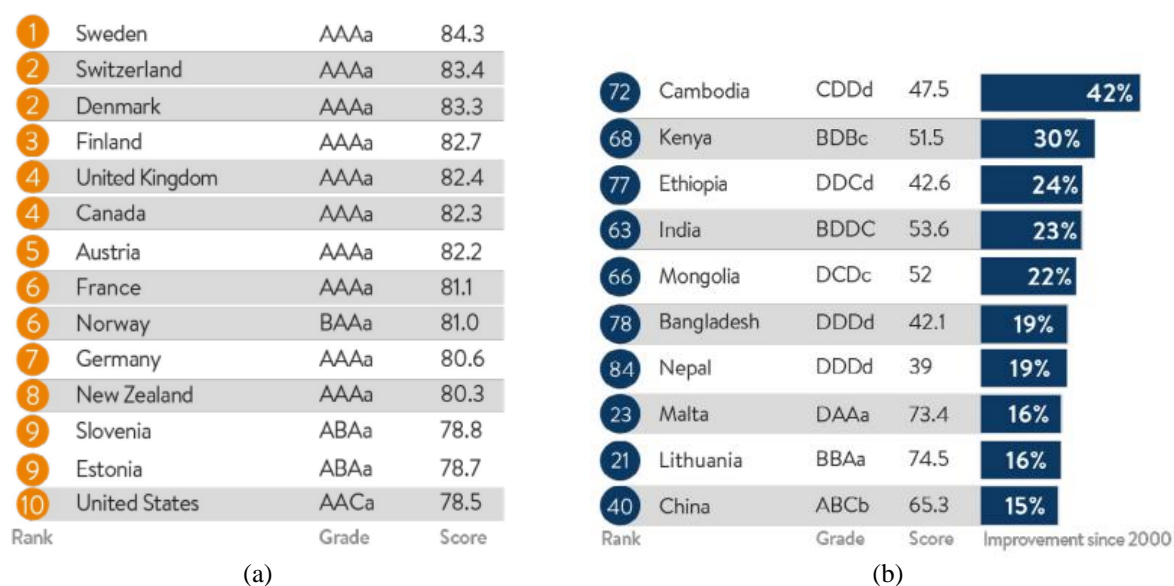 1 Sweden AAAa 84.3
2 Switzerland AAAa 83.4
2 Denmark AAAa 83.3
3 Finland AAAa 82.7
4 United Kingdom AAAa 82.4
4 Canada AAAa 82.3
5 Austria AAAa 82.2
6 France AAAa 81.1
6 Norway BAAa 81.0
7 Germany AAAa 80.6
8 New Zealand AAAa 80.3
9 Slovenia ABAa 78.8
9 Estonia ABAa 78.7
10 United States AACa 78.5
Rank Grade Score
(a)
72 Cambodia CDDd 47.5 42%
68 Kenya BDBc 51.5 30%
77 Ethiopia DDCd 42.6 24%
63 India BDDC 53.6 23%
66 Mongolia DCDc 52 22%
78 Bangladesh DDDd 42.1 19%
84 Nepal DDDd 39 19%
23 Malta DAAa 73.4 16%
21 Lithuania BBAa 74.5 16%
40 China ABCb 65.3 15%
Rank Grade Score Improvement since 2000
(b)